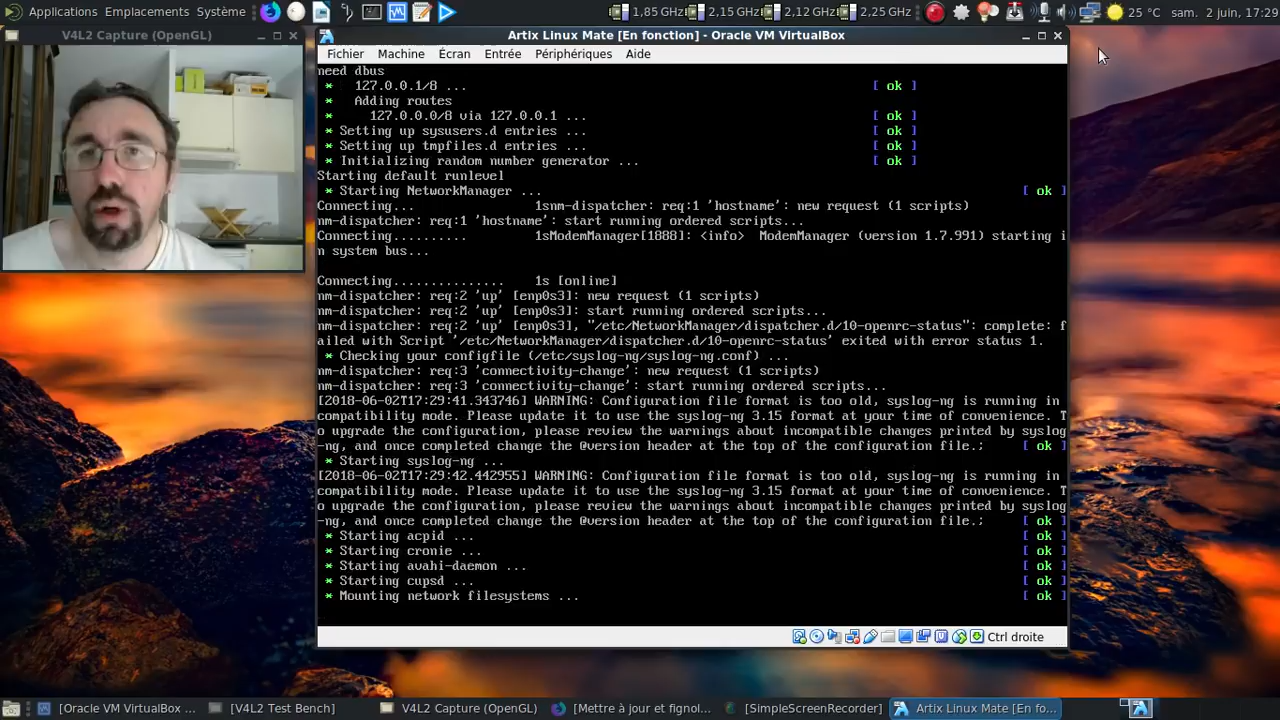 Applications Emplacements Système
1,85 GHz 2,15 GHz 2,12 GHz 2,25 GHz 25 °C sam. 2 juin, 17:29
V4L2 Capture (OpenGL)
Artix Linux Mate [En fonction] - Oracle VM VirtualBox
Fichier Machine Écran Entrée Périphériques Aide
need dbus
* 127.0.0.1/8 ... [ ok ]
* Adding routes
* 127.0.0.0/8 via 127.0.0.1 ... [ ok ]
* Setting up sysusers.d entries ... [ ok ]
* Setting up tmpfiles.d entries ... [ ok ]
* Initializing random number generator ... [ ok ]
Starting default runlevel
* Starting NetworkManager ... [ ok ]
Connecting... 1snm-dispatcher: req:1 'hostname': new request (1 scripts)
nm-dispatcher: req:1 'hostname': start running ordered scripts...
Connecting.......... 1sModemManager[1888]: <info> ModemManager (version 1.7.991) starting i
n system bus...
Connecting............... 1s [online]
nm-dispatcher: req:2 'up' [enp0s3]: new request (1 scripts)
nm-dispatcher: req:2 'up' [enp0s3]: start running ordered scripts...
nm-dispatcher: req:2 'up' [enp0s3], "/etc/NetworkManager/dispatcher.d/10-openrc-status": complete: f
ailed with Script '/etc/NetworkManager/dispatcher.d/10-openrc-status' exited with error status 1.
* Checking your configfile (/etc/syslog-ng/syslog-ng.conf) ...
nm-dispatcher: req:3 'connectivity-change': new request (1 scripts)
nm-dispatcher: req:3 'connectivity-change': start running ordered scripts...
[2018-06-02T17:29:41.343746] WARNING: Configuration file format is too old, syslog-ng is running in
compatibility mode. Please update it to use the syslog-ng 3.15 format at your time of convenience. T
o upgrade the configuration, please review the warnings about incompatible changes printed by syslog
-ng, and once completed change the @version header at the top of the configuration file.; [ ok ]
* Starting syslog-ng ...
[2018-06-02T17:29:42.442955] WARNING: Configuration file format is too old, syslog-ng is running in
compatibility mode. Please update it to use the syslog-ng 3.15 format at your time of convenience. T
o upgrade the configuration, please review the warnings about incompatible changes printed by syslog
-ng, and once completed change the @version header at the top of the configuration file.; [ ok ]
* Starting acpid ... [ ok ]
* Starting cronie ... [ ok ]
* Starting avahi-daemon ... [ ok ]
* Starting cupsd ... [ ok ]
* Mounting network filesystems ... [ ok ]
Ctrl droite
[Oracle VM VirtualBox ... [V4L2 Test Bench] V4L2 Capture (OpenGL) [Mettre à jour et fignol... [SimpleScreenRecorder] Artix Linux Mate [En fo...